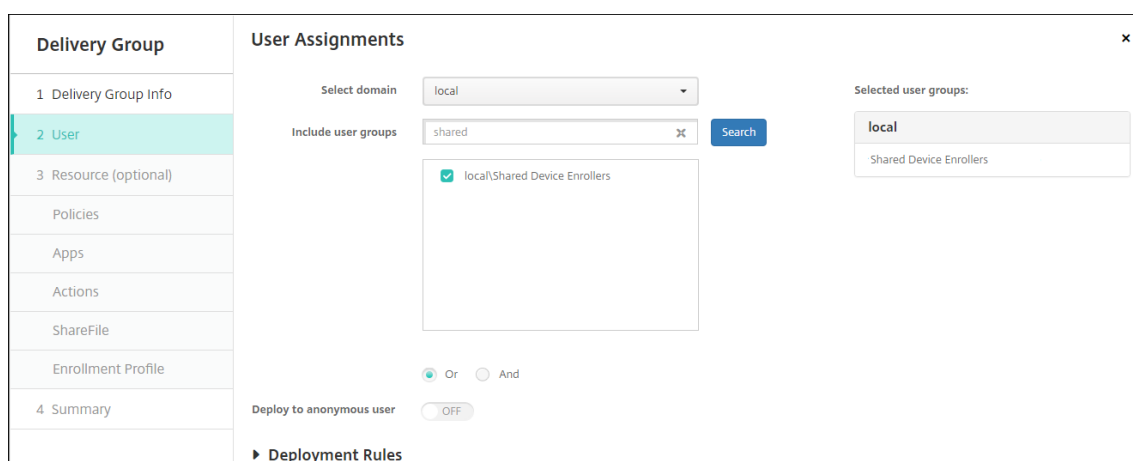 Delivery Group
1 Delivery Group Info
2 User
3 Resource (optional)
Policies
Apps
Actions
ShareFile
Enrollment Profile
4 Summary
User Assignments
Select domain
local
Include user groups
shared
Search
local\Shared Device Enrollers
Or
And
Deploy to anonymous user
OFF
Deployment Rules
Selected user groups:
local
Shared Device Enrollers